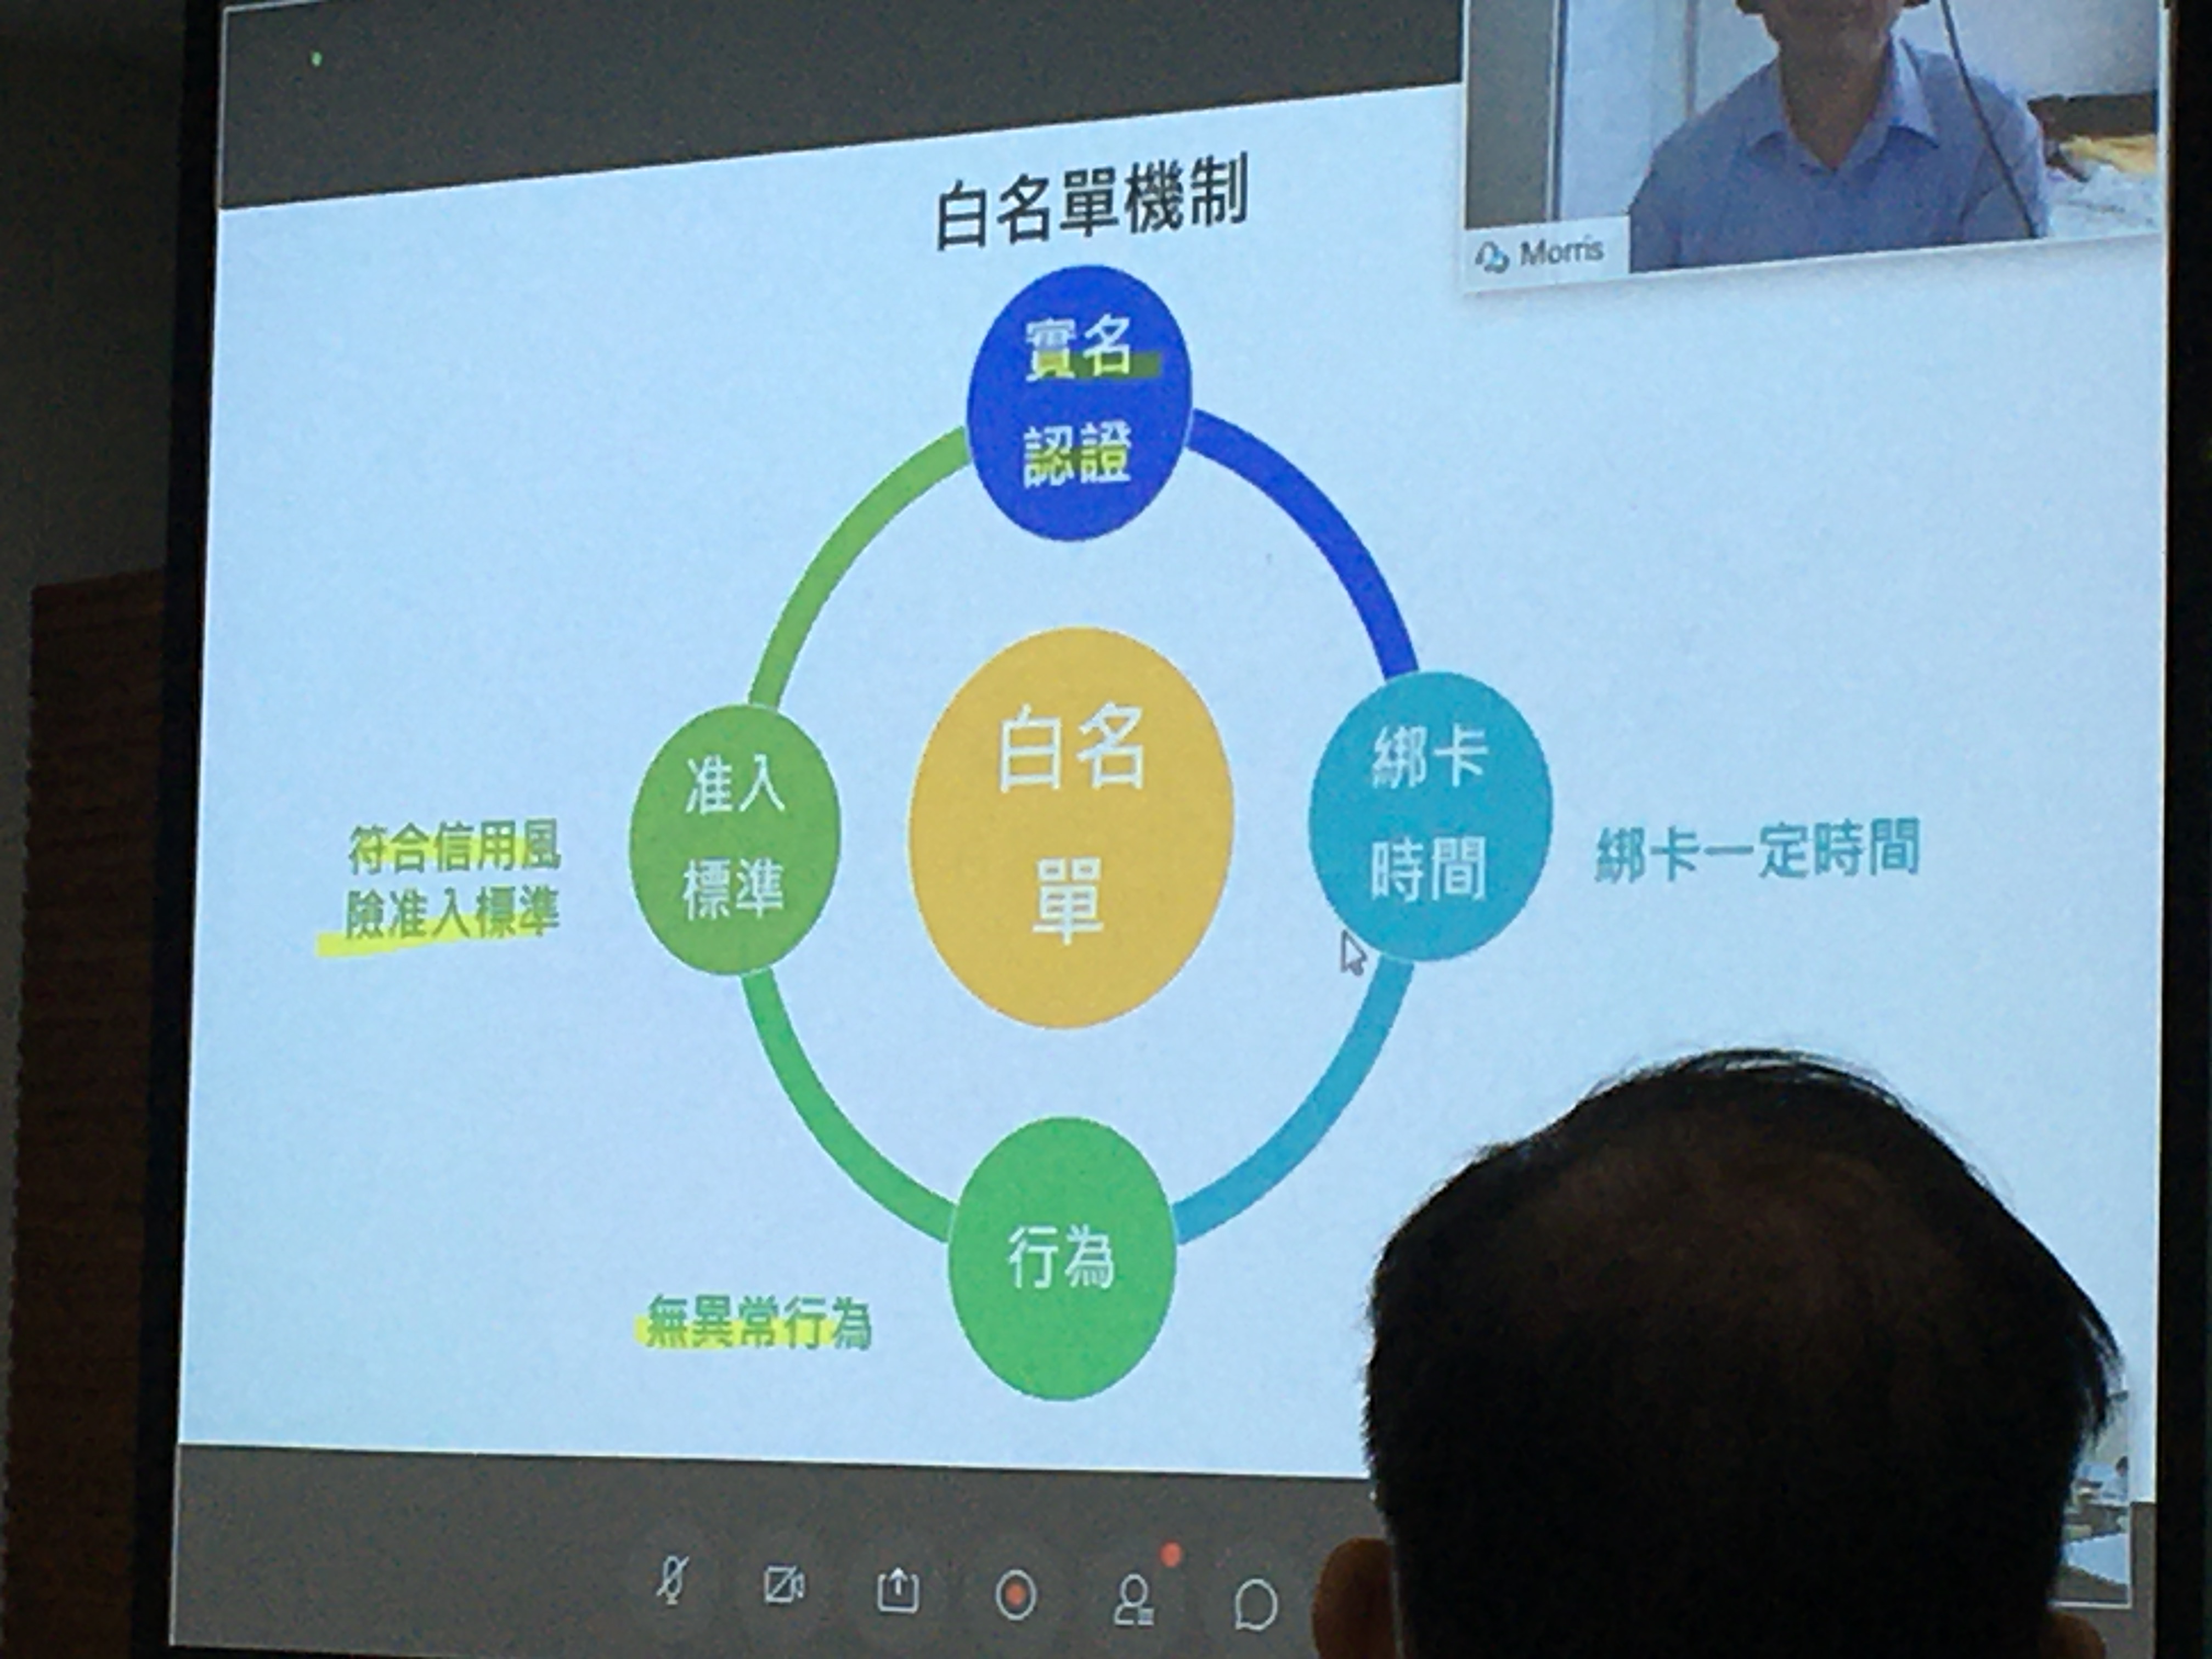 白名單機制
Morris
實名
認證
白名
單
准入
標準
符合信用風
險准入標準
綁卡
時間
綁卡一定時間
行為
無異常行為